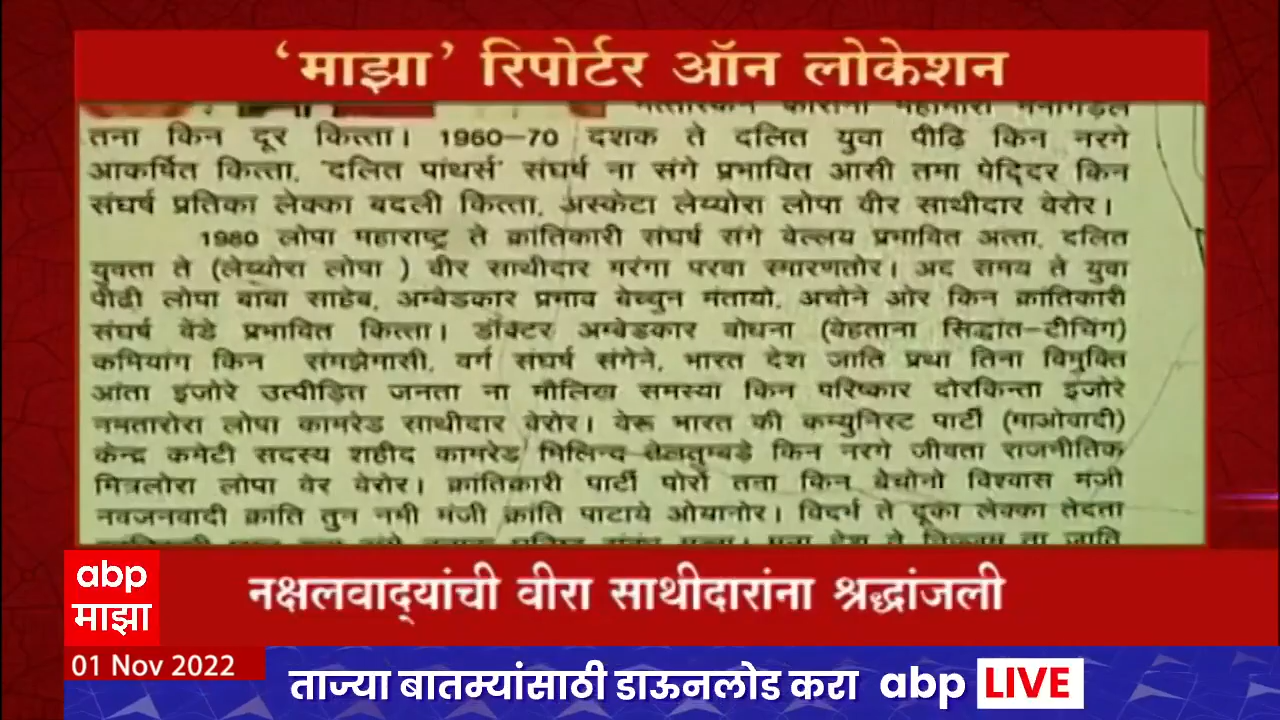 ‘माझा’ रिपोर्टर ऑन लोकेशन
तना किन दूर कित्ता। 1960–70 दशक ते दलित युवा पीढि किन नरगे
आकर्षित कित्ता, 'दलित पांथर्स' संघर्ष ना संगे प्रभावित आसी तमा पेद्दिर किन
संघर्ष प्रतिका लेक्का बदली कित्ता, अस्केटा लेय्योरा लोपा वीर साथीदार वेरोर।
1980 लोपा महाराष्ट्र ते क्रांतिकारी संघर्ष संगे वेल्लय प्रभावित अत्ता, दलित
युवता ते (लेय्योरा लोपा ) वीर साथीदार गरंगा परवा स्मारणतोर। अद समय ते युवा
पीढी लोपा बाबा साहेब, अम्बेडकार प्रभाव बेच्चुन मंतायो, अचोने ओर किन क्रांतिकारी
संघर्ष वेंडे प्रभावित कित्ता। डॉक्टर अम्बेडकार बोधना (वेहताना सिद्धांत–टीचिंग)
कमियांग किन संगझेगासी, वर्ग संघर्ष संगेने, भारत देश जाति प्रथा तिना विमुक्ति
आंता इंजोरे उत्पीड़ित जनता ना मौलिख समस्या किन परिष्कार दोरकिन्ता इंजोरे
नमतारोरा लोपा कामरेड साथीदार वेरोर। वेरू भारत की कम्युनिस्ट पार्टी (माओवादी)
केन्द्र कमेटी सदस्य शहीद कामरेड मिलिन्द तेलतुम्बडे किन नरगे जीवता राजनीतिक
मित्रलोरा लोपा वेर वेरोर। क्रांतिकारी पार्टी पोरों तना किन बेचोनो विश्वास मंजी
नवजनवादी क्रांति तुन नमी मंजी क्रांति पाटाये ओयानोर। विदर्भ ते दूका लेक्का तेदता
abp माझा
नक्षलवाद्यांची वीरा साथीदारांना श्रद्धांजली
01 Nov 2022
ताज्या बातम्यांसाठी डाऊनलोड करा abp LIVE